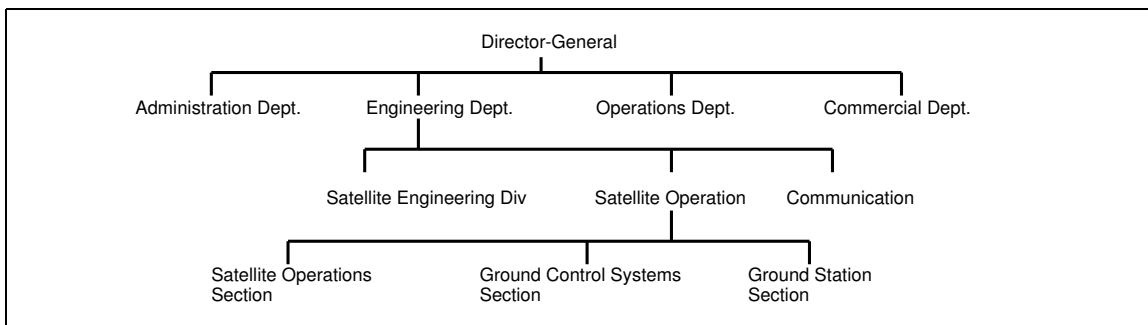 Director-General
Administration Dept.
Engineering Dept.
Operations Dept.
Commercial Dept.
Satellite Engineering Div
Satellite Operation
Communication
Satellite Operations
Section
Ground Control Systems
Section
Ground Station
Section